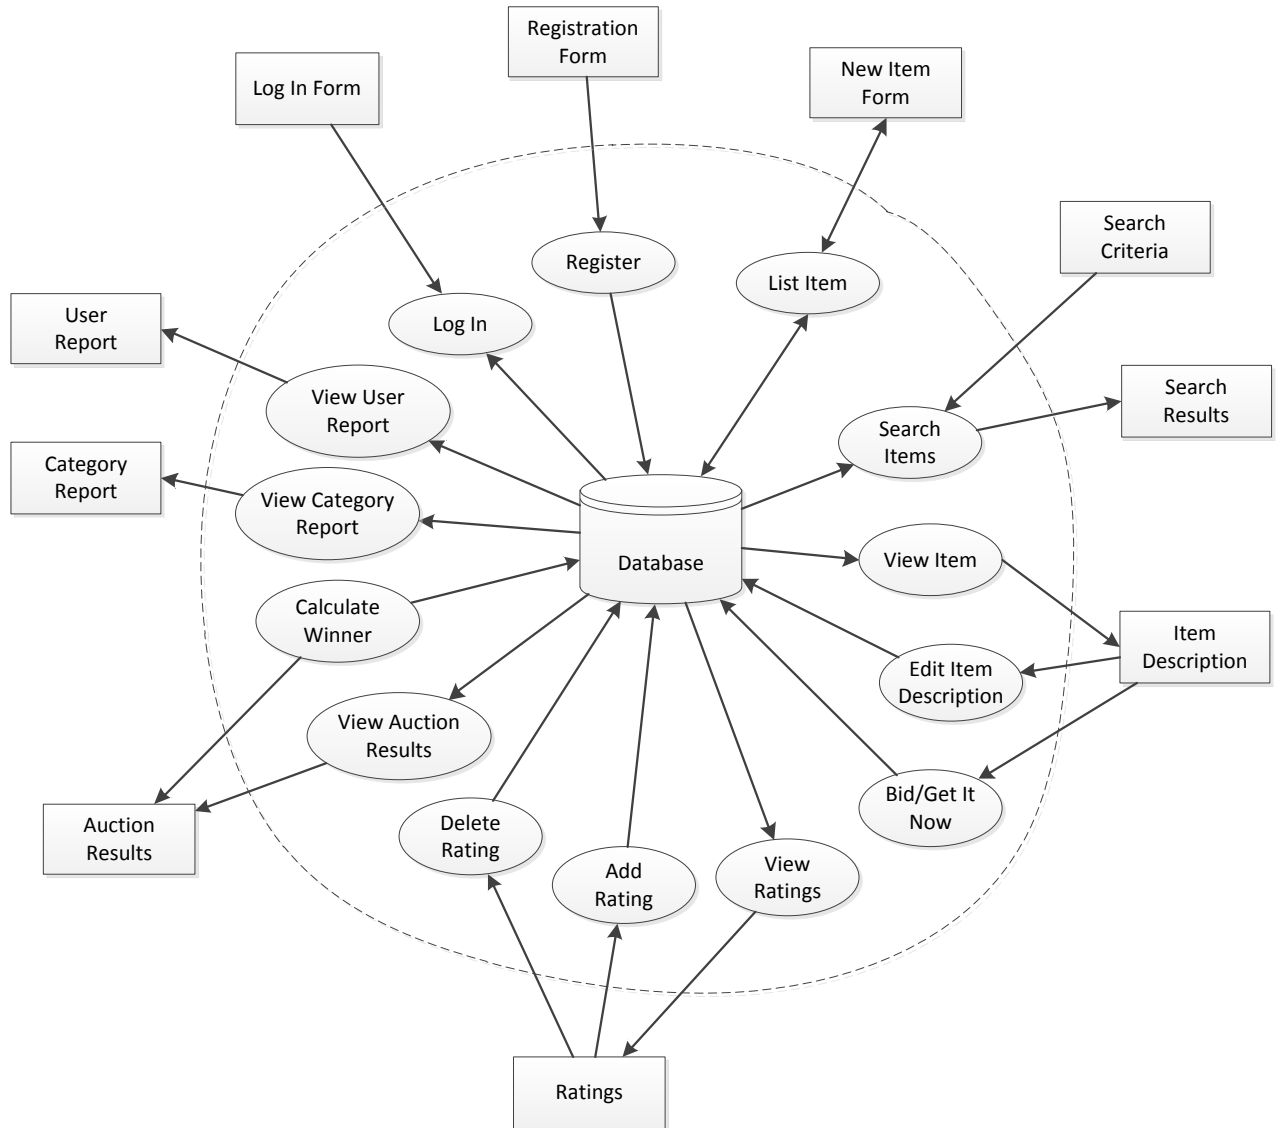 Registration
Form
Log In Form
New Item
Form
Search
Criteria
Register
List Item
User
Report
Log In
View User
Report
Search
Results
Search
Items
Category
Report
View Category
Report
Database
View Item
Calculate
Winner
Item
Description
Edit Item
Description
View Auction
Results
Bid/Get It
Now
Auction
Results
Delete
Rating
Add
Rating
View
Ratings
Ratings